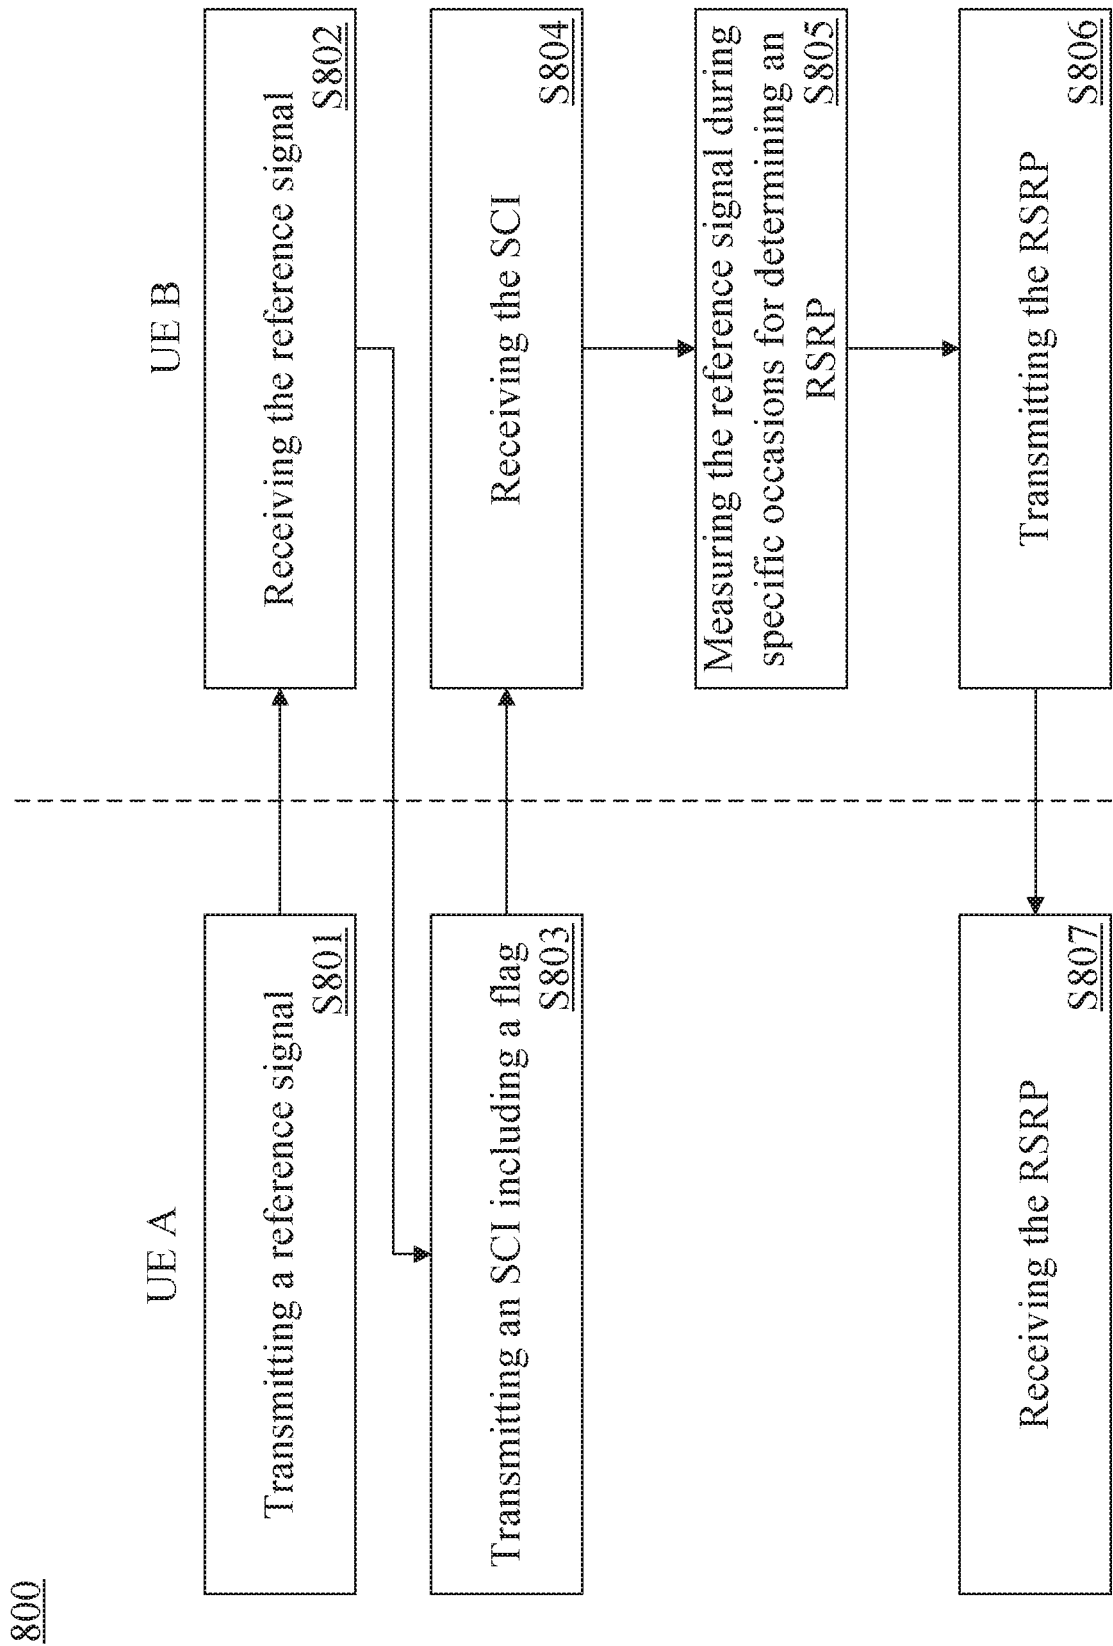 800
UE A
UE B
Transmitting a reference signal
S801
Receiving the reference signal
S802
Transmitting an SCI including a flag
S803
Receiving the SCI
S804
Measuring the reference signal during
specific occasions for determining an
RSRP
S805
Transmitting the RSRP
S806
Receiving the RSRP
S807